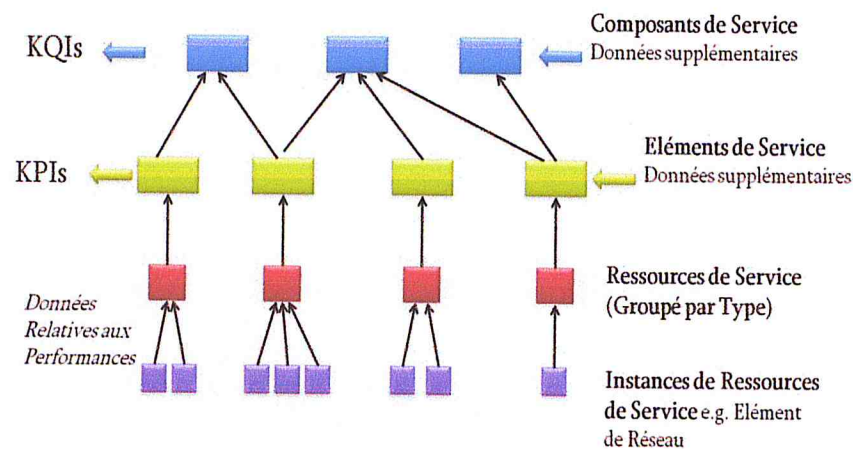 KQIs
Composants de Service
Données supplémentaires
KPIs
Eléments de Service
Données supplémentaires
Données
Relatives aux
Performances
Ressources de Service
(Groupé par Type)
Instances de Ressources
de Service e.g. Elément
de Réseau